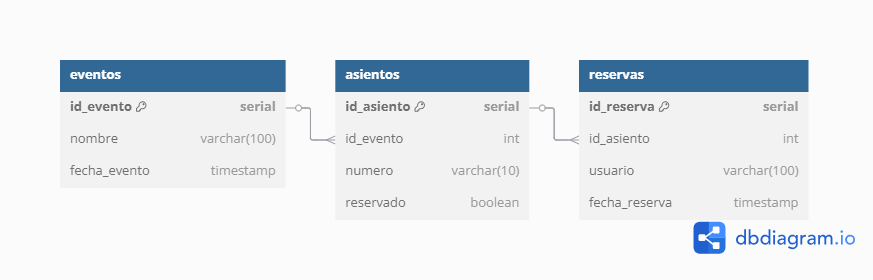 eventos
id_evento serial
nombre varchar(100)
fecha_evento timestamp
asientos
id_asiento serial
id_evento int
numero varchar(10)
reservado boolean
reservas
id_reserva serial
id_asiento int
usuario varchar(100)
fecha_reserva timestamp
dbdiagram.io